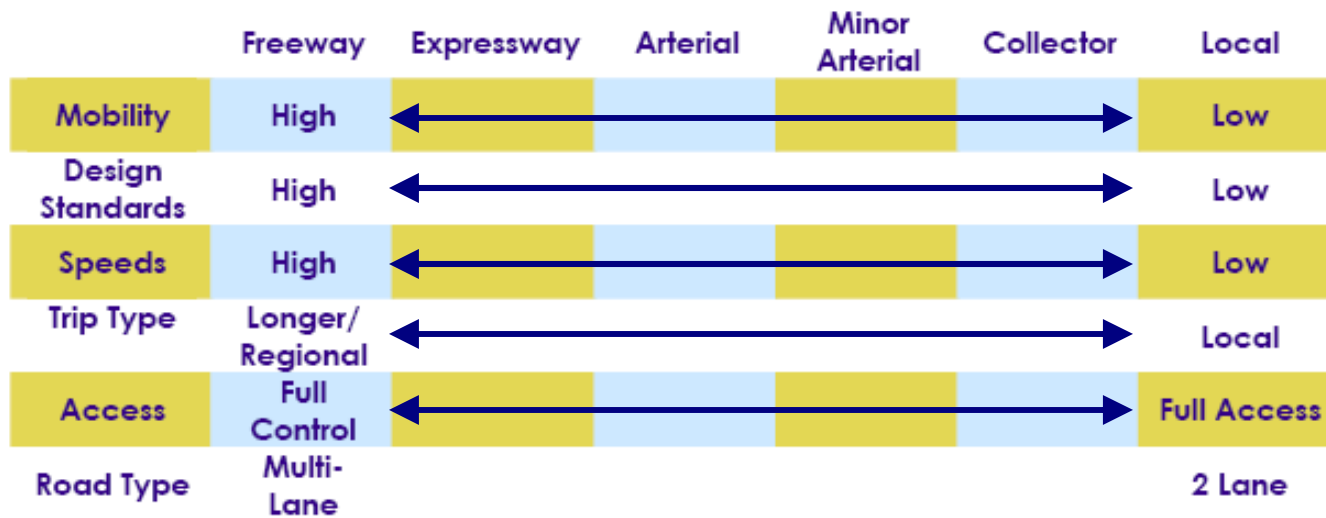 Freeway Expressway Arterial Minor Arterial Collector Local
Mobility High Low
Design Standards High Low
Speeds High Low
Trip Type Longer/ Regional Local
Access Full Control Full Access
Road Type Multi- Lane 2 Lane